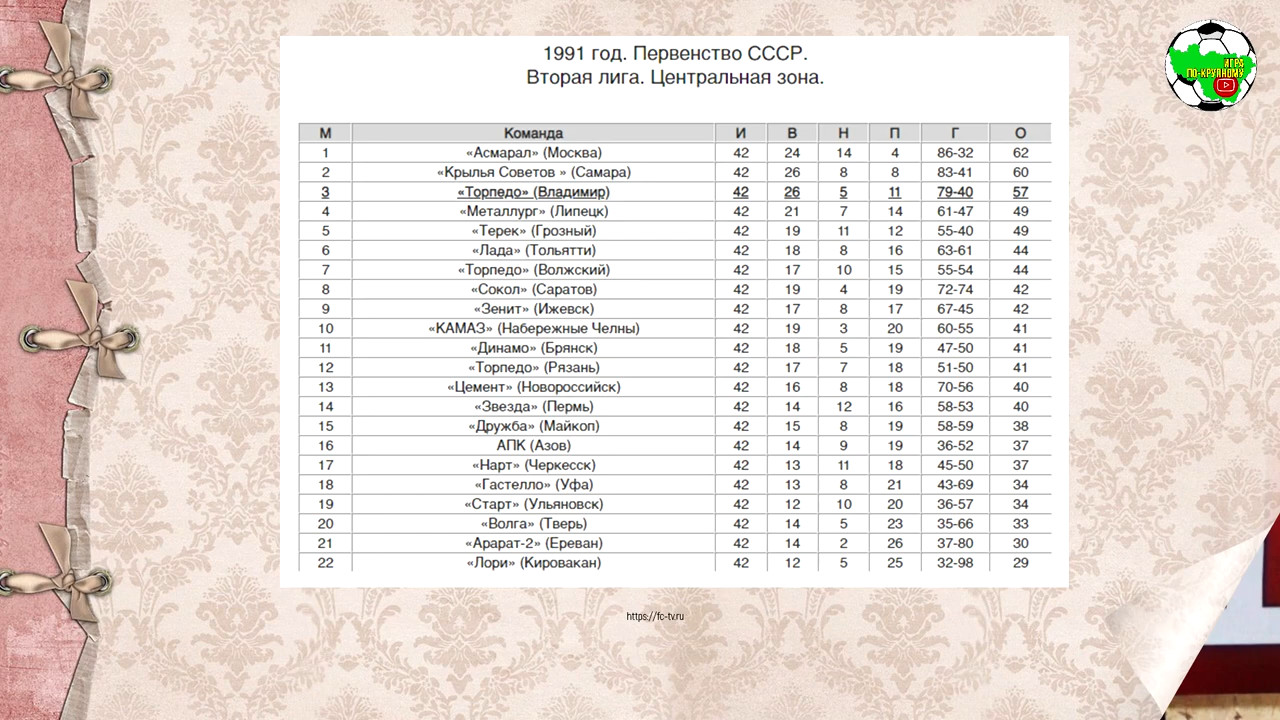 1991 год. Первенство СССР.
Вторая лига. Центральная зона.
ИГРА
ПО-КРУПНОМУ
М Команда И В Н П Г О
1 «Асмарал» (Москва) 42 24 14 4 86-32 62
2 «Крылья Советов » (Самара) 42 26 8 8 83-41 60
3 «Торпедо» (Владимир) 42 26 5 11 79-40 57
4 «Металлург» (Липецк) 42 21 7 14 61-47 49
5 «Терек» (Грозный) 42 19 11 12 55-40 49
6 «Лада» (Тольятти) 42 18 8 16 63-61 44
7 «Торпедо» (Волжский) 42 17 10 15 55-54 44
8 «Сокол» (Саратов) 42 19 4 19 72-74 42
9 «Зенит» (Ижевск) 42 17 8 17 67-45 42
10 «КАМАЗ» (Набережные Челны) 42 19 3 20 60-55 41
11 «Динамо» (Брянск) 42 18 5 19 47-50 41
12 «Торпедо» (Рязань) 42 17 7 18 51-50 41
13 «Цемент» (Новороссийск) 42 16 8 18 70-56 40
14 «Звезда» (Пермь) 42 14 12 16 58-53 40
15 «Дружба» (Майкоп) 42 15 8 19 58-59 38
16 АПК (Азов) 42 14 9 19 36-52 37
17 «Нарт» (Черкесск) 42 13 11 18 45-50 37
18 «Гастелло» (Уфа) 42 13 8 21 43-69 34
19 «Старт» (Ульяновск) 42 12 10 20 36-57 34
20 «Волга» (Тверь) 42 14 5 23 35-66 33
21 «Арарат-2» (Ереван) 42 14 2 26 37-80 30
22 «Лори» (Кировакан) 42 12 5 25 32-98 29
https://fc-tv.ru